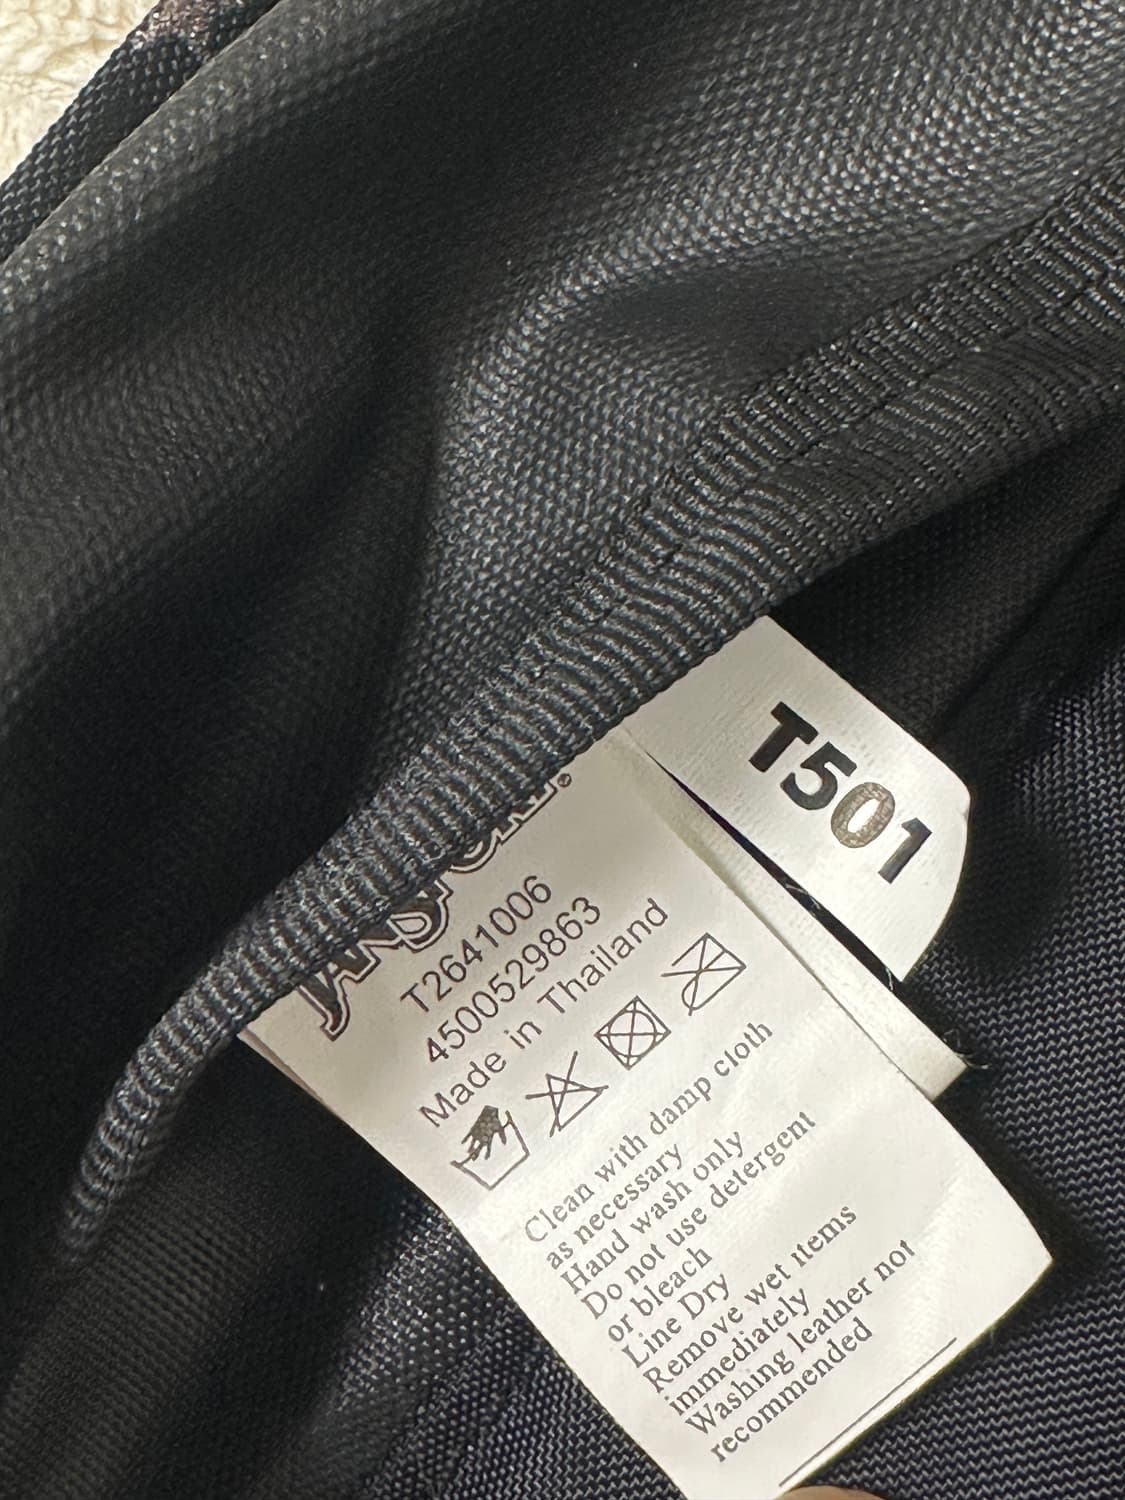 T501
JANSPORT®
T2641006
4500529863
Made in Thailand
Clean with damp cloth
as necessary
Hand wash only
Do not use detergent
or bleach
Line Dry
Remove wet items
immediately
Washing leather not
recommended